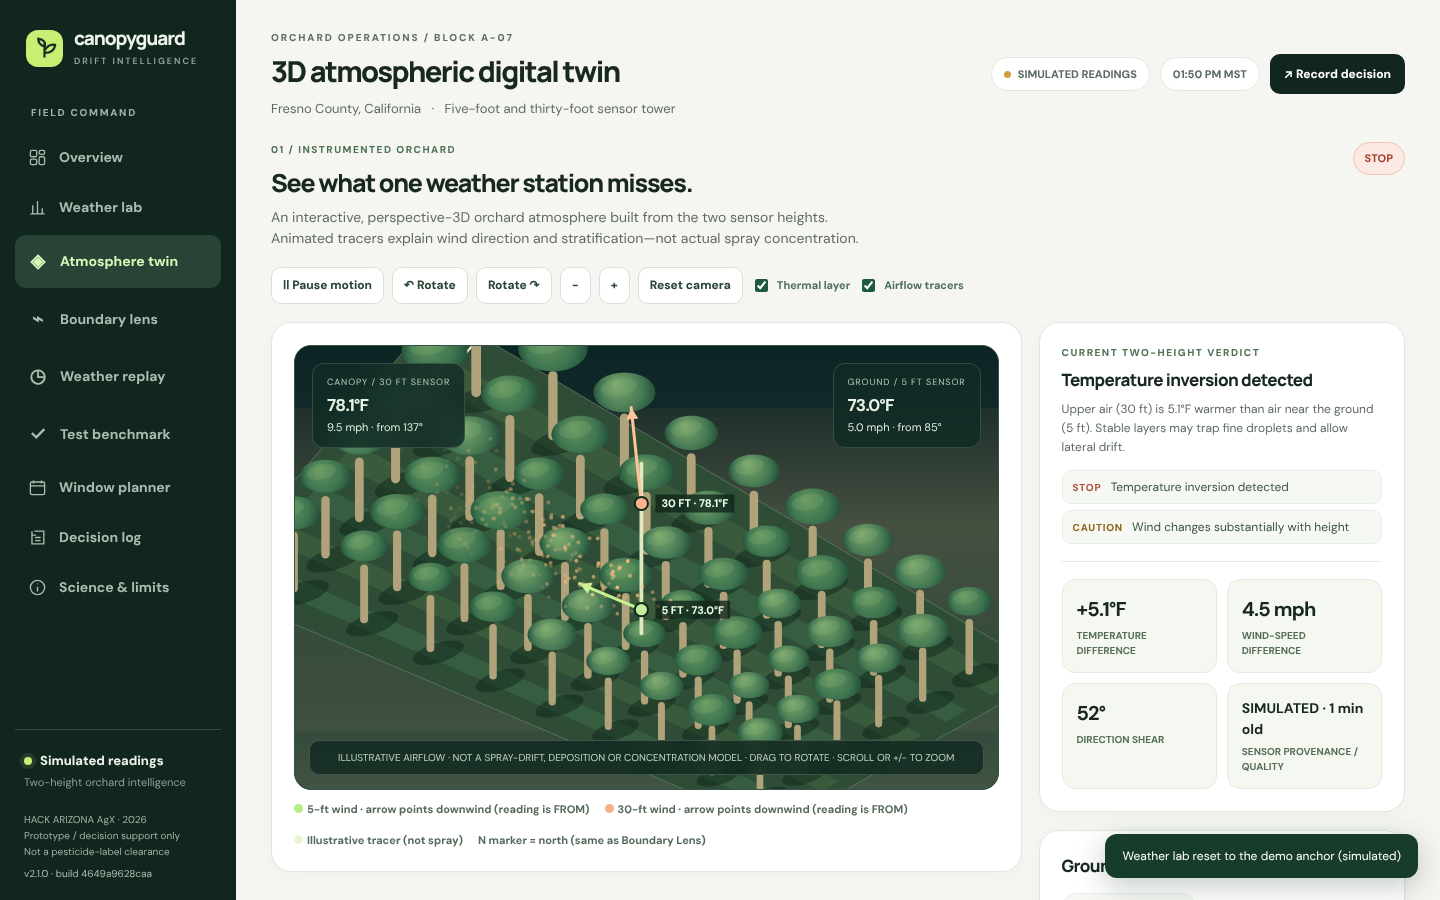 canopyguard
DRIFT INTELLIGENCE
FIELD COMMAND
Overview
Weather lab
Atmosphere twin
Boundary lens
Weather replay
Test benchmark
Window planner
Decision log
Science & limits
Simulated readings
Two-height orchard intelligence
HACK ARIZONA AgX · 2026
Prototype / decision support only
Not a pesticide-label clearance
v2.1.0 · build 4649a9628caa
ORCHARD OPERATIONS / BLOCK A-07
3D atmospheric digital twin
Fresno County, California · Five-foot and thirty-foot sensor tower
SIMULATED READINGS
01:50 PM MST
↗ Record decision
01 / INSTRUMENTED ORCHARD
See what one weather station misses.
An interactive, perspective-3D orchard atmosphere built from the two sensor heights.
Animated tracers explain wind direction and stratification—not actual spray concentration.
STOP
II Pause motion
↶ Rotate
Rotate ↷
−
+
Reset camera
Thermal layer
Airflow tracers
CANOPY / 30 FT SENSOR
78.1°F
9.5 mph · from 137°
GROUND / 5 FT SENSOR
73.0°F
5.0 mph · from 85°
30 FT · 78.1°F
5 FT · 73.0°F
ILLUSTRATIVE AIRFLOW · NOT A SPRAY-DRIFT, DEPOSITION OR CONCENTRATION MODEL · DRAG TO ROTATE · SCROLL OR +/- TO ZOOM
5-ft wind · arrow points downwind (reading is FROM)
30-ft wind · arrow points downwind (reading is FROM)
Illustrative tracer (not spray)
N marker = north (same as Boundary Lens)
CURRENT TWO-HEIGHT VERDICT
Temperature inversion detected
Upper air (30 ft) is 5.1°F warmer than air near the ground
(5 ft). Stable layers may trap fine droplets and allow
lateral drift.
STOP Temperature inversion detected
CAUTION Wind changes substantially with height
+5.1°F
TEMPERATURE
DIFFERENCE
4.5 mph
WIND-SPEED
DIFFERENCE
52°
DIRECTION SHEAR
SIMULATED · 1 min
old
SENSOR PROVENANCE /
QUALITY
Weather lab reset to the demo anchor (simulated)